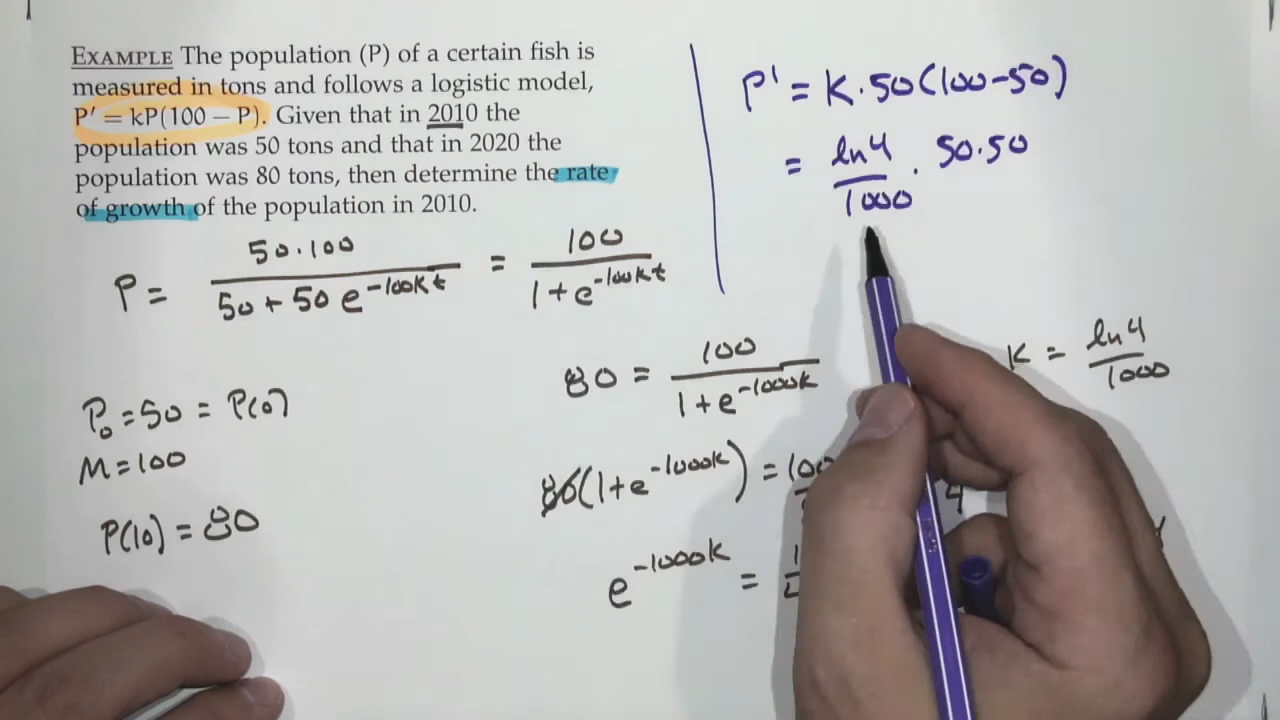 EXAMPLE The population (P) of a certain fish is
measured in tons and follows a logistic model,
P′ = kP(100 − P). Given that in 2010 the
population was 50 tons and that in 2020 the
population was 80 tons, then determine the rate
of growth of the population in 2010.
P = 50·100 / (50 + 50 e^(-100kt)) = 100 / (1 + e^(-100kt))
P₀ = 50 = P(0)
M = 100
P(10) = 80
P' = K·50(100-50)
= ln4/1000 · 50·50
80 = 100 / (1 + e^(-1000k))
K = ln4/1000
80(1+e^(-1000k)) = 100
4
e^(-1000k) = 1